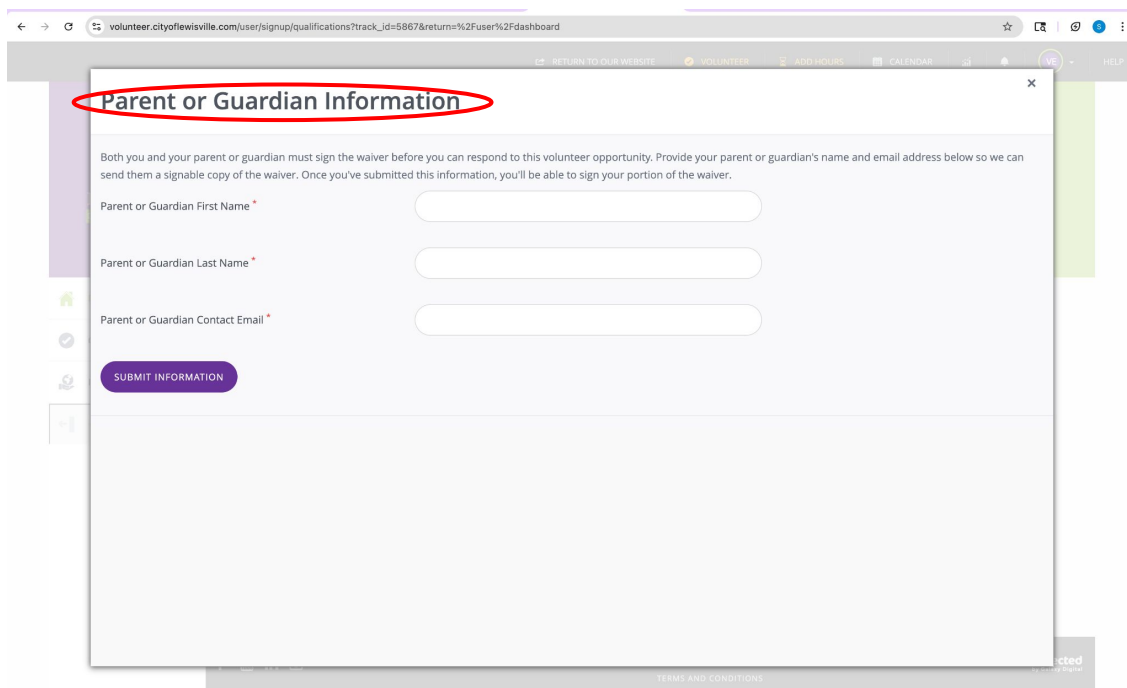 volunteer.cityoflewisville.com/user/signup/qualifications?track_id=5867&return=%2Fuser%2Fdashboard
S
RETURN TO OUR WEBSITE VOLUNTEER ADD HOURS CALENDAR VE HELP
Parent or Guardian Information
×
Both you and your parent or guardian must sign the waiver before you can respond to this volunteer opportunity. Provide your parent or guardian's name and email address below so we can
send them a signable copy of the waiver. Once you've submitted this information, you'll be able to sign your portion of the waiver.
Parent or Guardian First Name *
Parent or Guardian Last Name *
Parent or Guardian Contact Email *
SUBMIT INFORMATION
cted
by Galaxy Digital
TERMS AND CONDITIONS